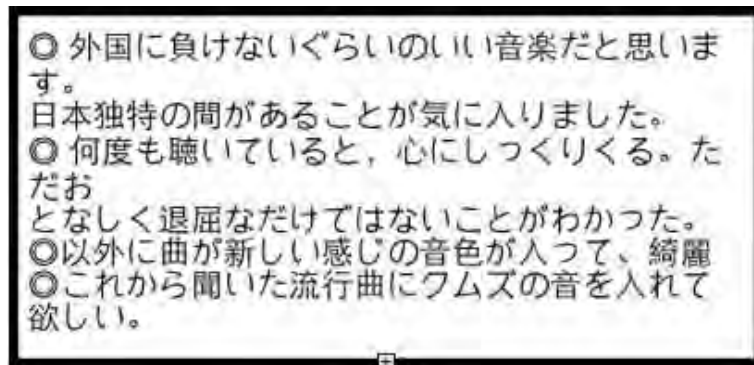 ◎ 外国に負けないぐらいのいい音楽だと思いま
す。
日本独特の間があることが気に入りました。
◎ 何度も聴いていると，心にしっくりくる。た
だお
となしく退屈なだけではないことがわかった。
◎以外に曲が新しい感じの音色が入つて、綺麗
◎これから聞いた流行曲にクムズの音を入れて
欲しい。